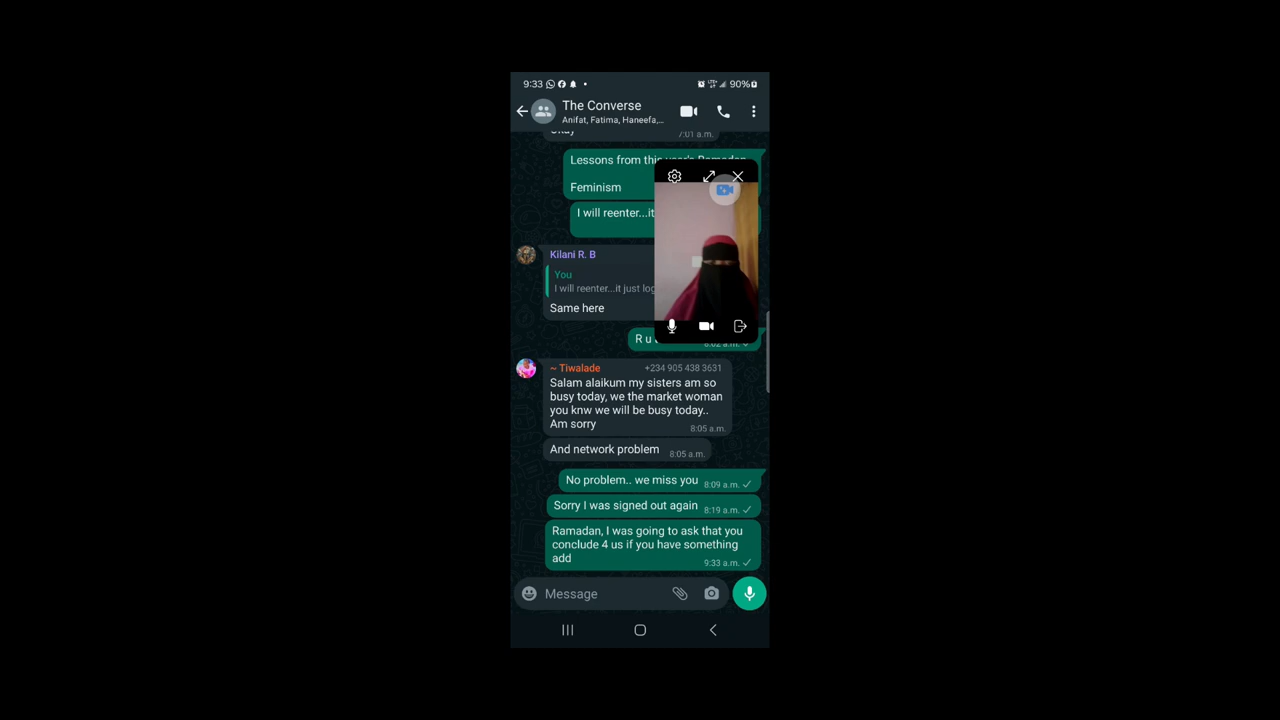 9:33
90%
The Converse
Anifat, Fatima, Haneefa,...
Okay
7:01 a.m.
Lessons from this year's Ramadan
Feminism
I will reenter...it
Kilani R. B
You
I will reenter...it just log
Same here
R u
8:02 a.m.
~ Tiwalade +234 905 438 3631
Salam alaikum my sisters am so
busy today, we the market woman
you knw we will be busy today..
Am sorry
8:05 a.m.
And network problem 8:05 a.m.
No problem.. we miss you 8:09 a.m.
Sorry I was signed out again 8:19 a.m.
Ramadan, I was going to ask that you
conclude 4 us if you have something
add
9:33 a.m.
Message